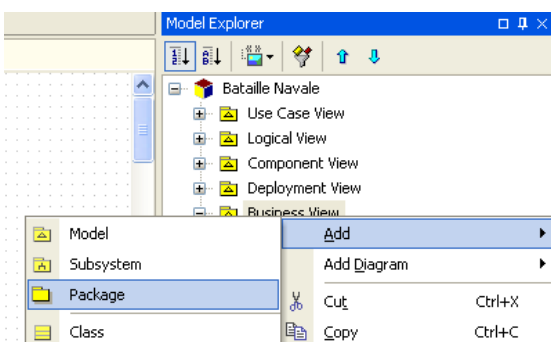 Model Explorer
Bataille Navale
Use Case View
Logical View
Component View
Deployment View
Business View
Model
Subsystem
Package
Class
Add
Add Diagram
Cut Ctrl+X
Copy Ctrl+C